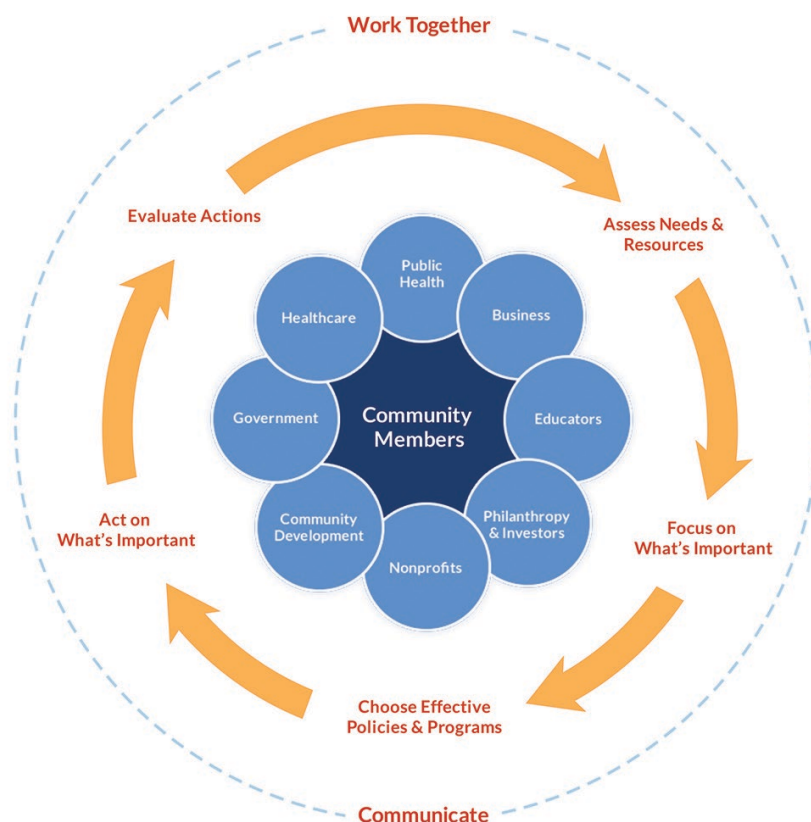 Work Together
Evaluate Actions
Assess Needs &
Resources
Public
Health
Healthcare
Business
Government
Community
Members
Educators
Act on
What's Important
Community
Development
Philanthropy
& Investors
Focus on
What's Important
Nonprofits
Choose Effective
Policies & Programs
Communicate